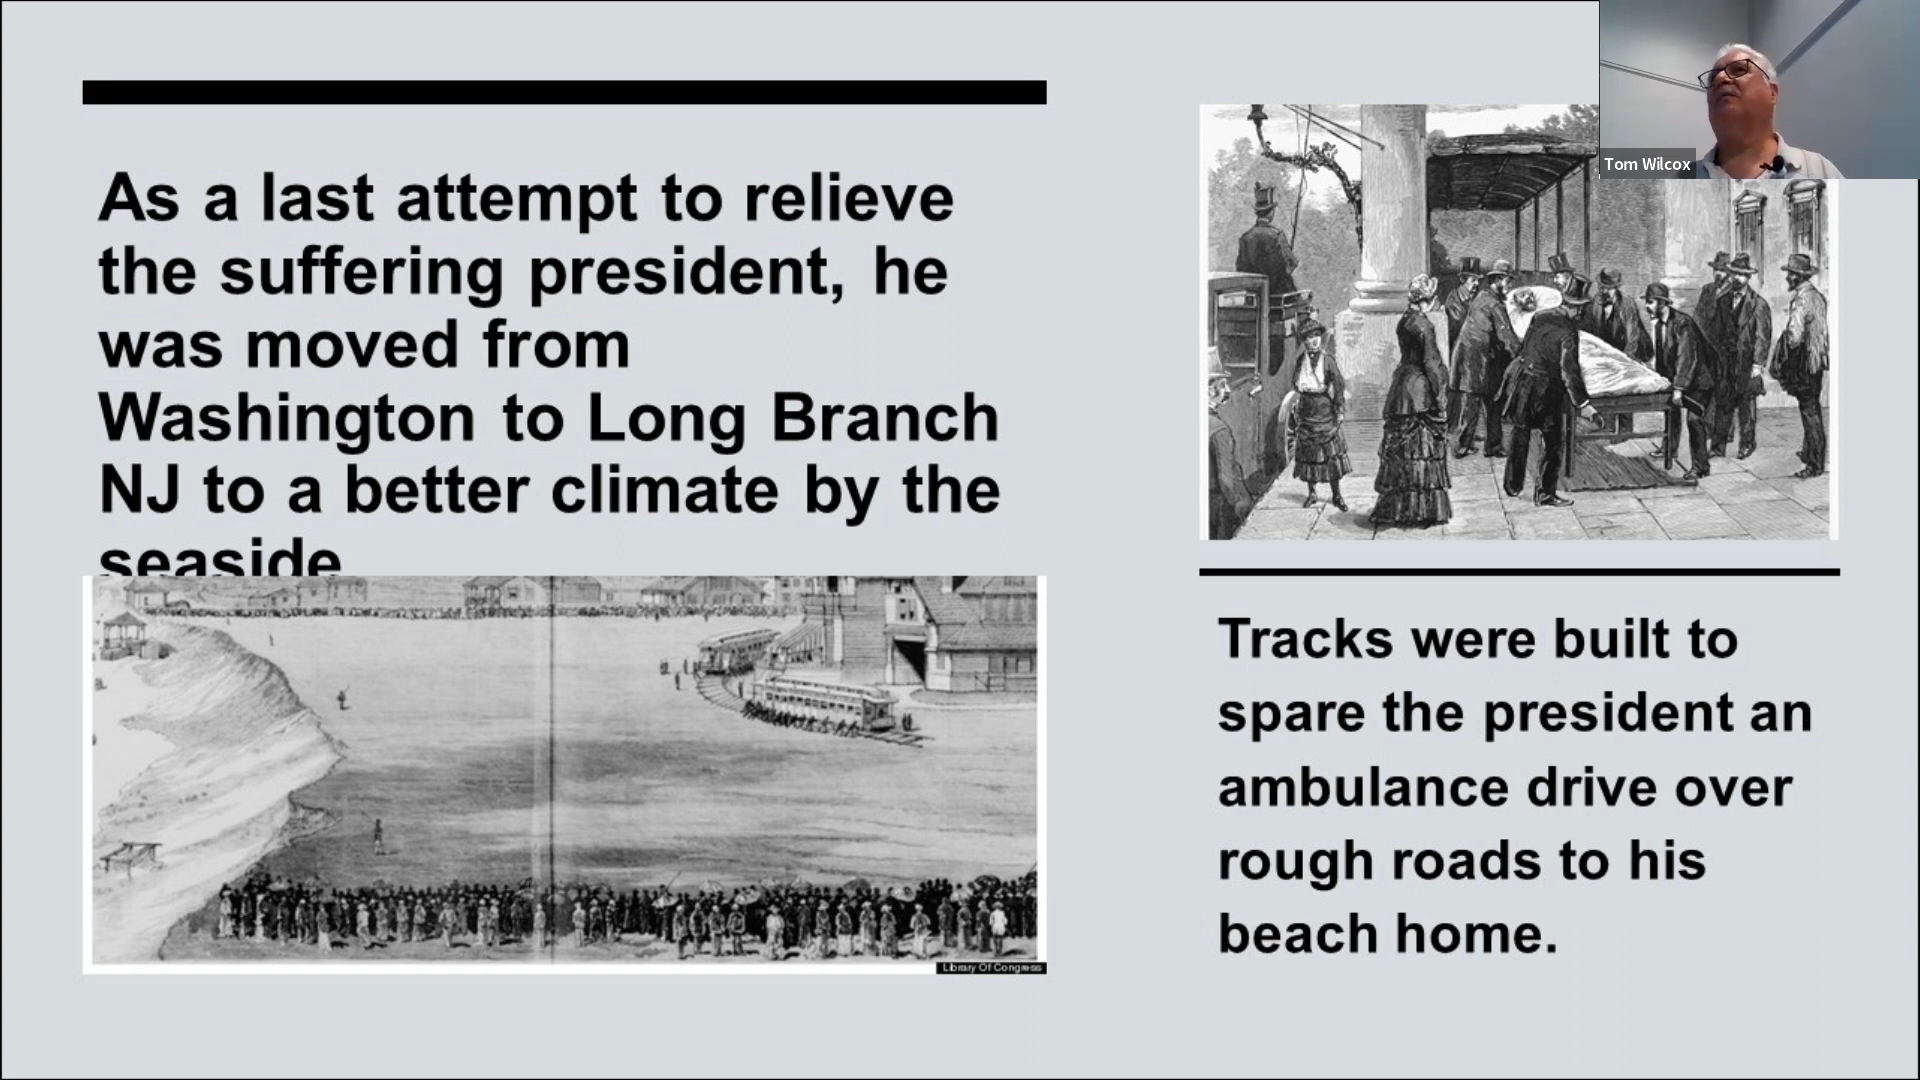 As a last attempt to relieve
the suffering president, he
was moved from
Washington to Long Branch
NJ to a better climate by the
seaside
Library Of Congress
Tom Wilcox
Tracks were built to
spare the president an
ambulance drive over
rough roads to his
beach home.